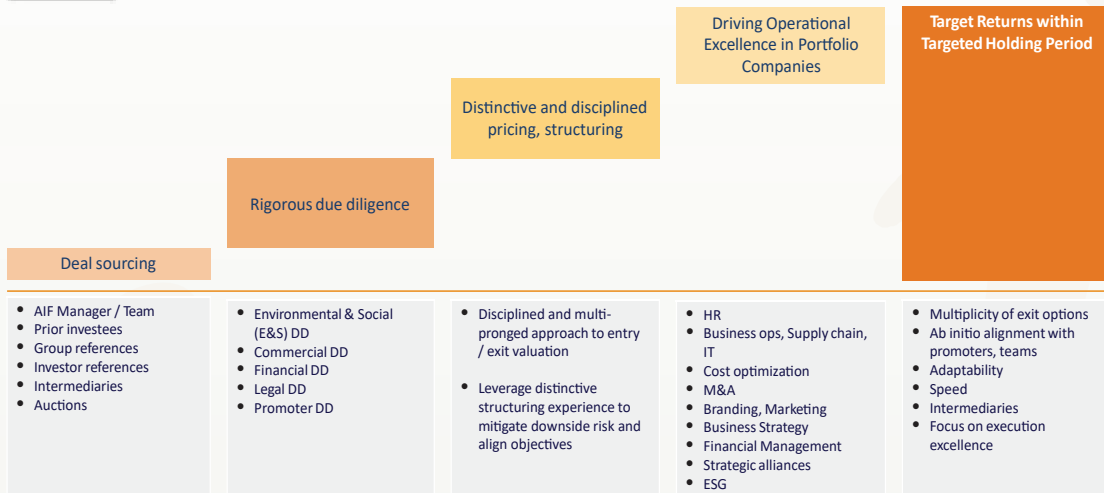 Deal sourcing
Rigorous due diligence
Distinctive and disciplined
pricing, structuring
Driving Operational
Excellence in Portfolio
Companies
Target Returns within
Targeted Holding Period
• AIF Manager / Team
• Prior investees
• Group references
• Investor references
• Intermediaries
• Auctions
• Environmental & Social
(E&S) DD
• Commercial DD
• Financial DD
• Legal DD
• Promoter DD
• Disciplined and multi-
pronged approach to entry
/ exit valuation
• Leverage distinctive
structuring experience to
mitigate downside risk and
align objectives
• HR
• Business ops, Supply chain,
IT
• Cost optimization
• M&A
• Branding, Marketing
• Business Strategy
• Financial Management
• Strategic alliances
• ESG
• Multiplicity of exit options
• Ab initio alignment with
promoters, teams
• Adaptability
• Speed
• Intermediaries
• Focus on execution
excellence